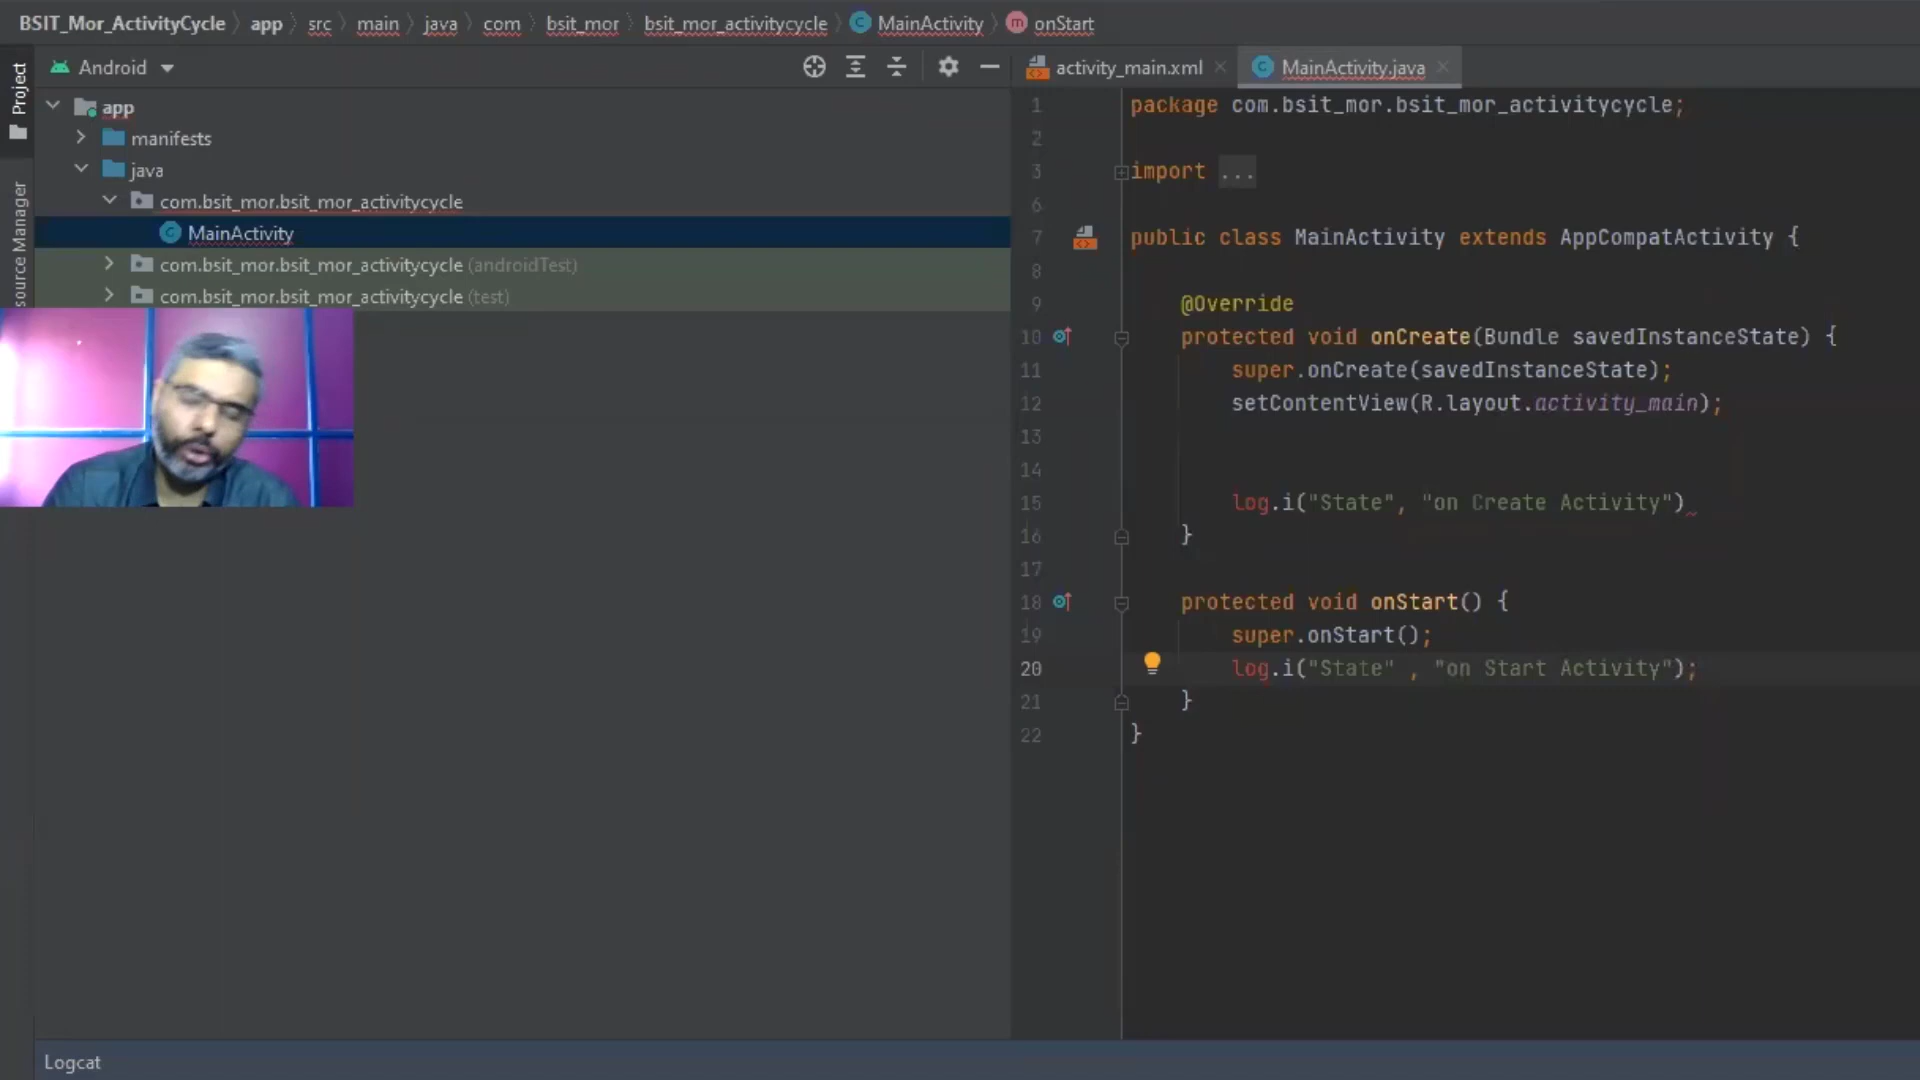 BSIT_Mor_ActivityCycle app src main java com bsit_mor bsit_mor_activitycycle MainActivity onStart
Project
Android
activity_main.xml
MainActivity.java
app
manifests
java
com.bsit_mor.bsit_mor_activitycycle
MainActivity
com.bsit_mor.bsit_mor_activitycycle (androidTest)
com.bsit_mor.bsit_mor_activitycycle (test)
source Manager
1 package com.bsit_mor.bsit_mor_activitycycle;
2
3 import ...
6
7 public class MainActivity extends AppCompatActivity {
8
9 @Override
10 protected void onCreate(Bundle savedInstanceState) {
11 super.onCreate(savedInstanceState);
12 setContentView(R.layout.activity_main);
13
14
15 log.i("State", "on Create Activity")
16 }
17
18 protected void onStart() {
19 super.onStart();
20 log.i("State" , "on Start Activity");
21 }
22 }
Logcat